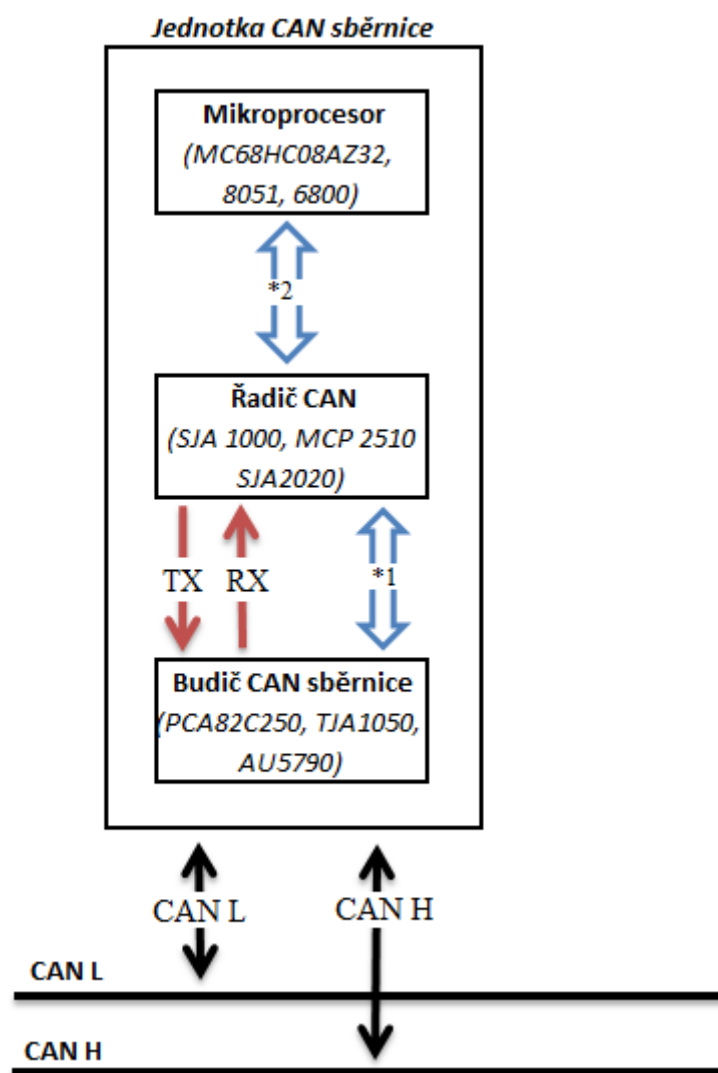 Jednotka CAN sběrnice
Mikroprocesor
(MC68HC08AZ32,
8051, 6800)
*2
Řadič CAN
(SJA 1000, MCP 2510
SJA2020)
TX RX *1
Budič CAN sběrnice
(PCA82C250, TJA1050,
AU5790)
CAN L CAN H
CAN L
CAN H